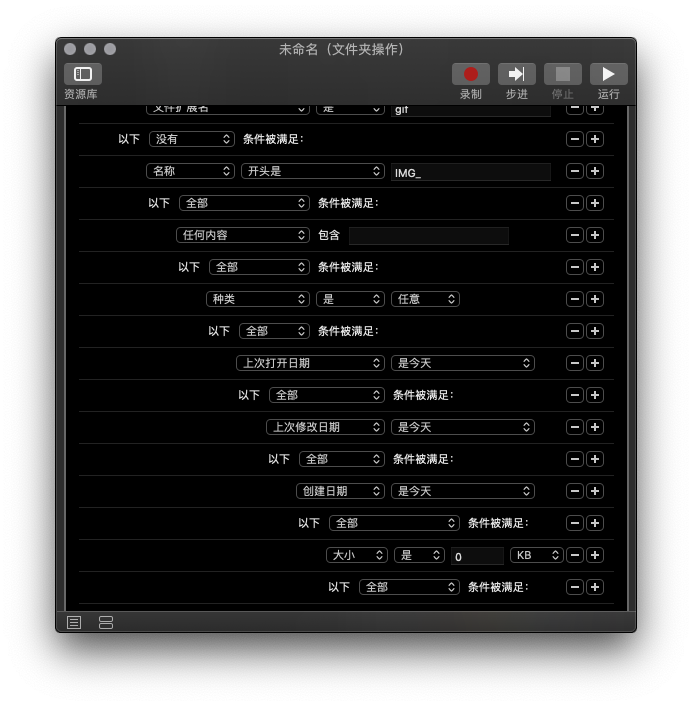 未命名（文件夹操作）
资源库 录制 步进 停止 运行
文件扩展名 是 gif
以下 没有 条件被满足：
名称 开头是 IMG_
以下 全部 条件被满足：
任何内容 包含
以下 全部 条件被满足：
种类 是 任意
以下 全部 条件被满足：
上次打开日期 是今天
以下 全部 条件被满足：
上次修改日期 是今天
以下 全部 条件被满足：
创建日期 是今天
以下 全部 条件被满足：
大小 是 0 KB
以下 全部 条件被满足：